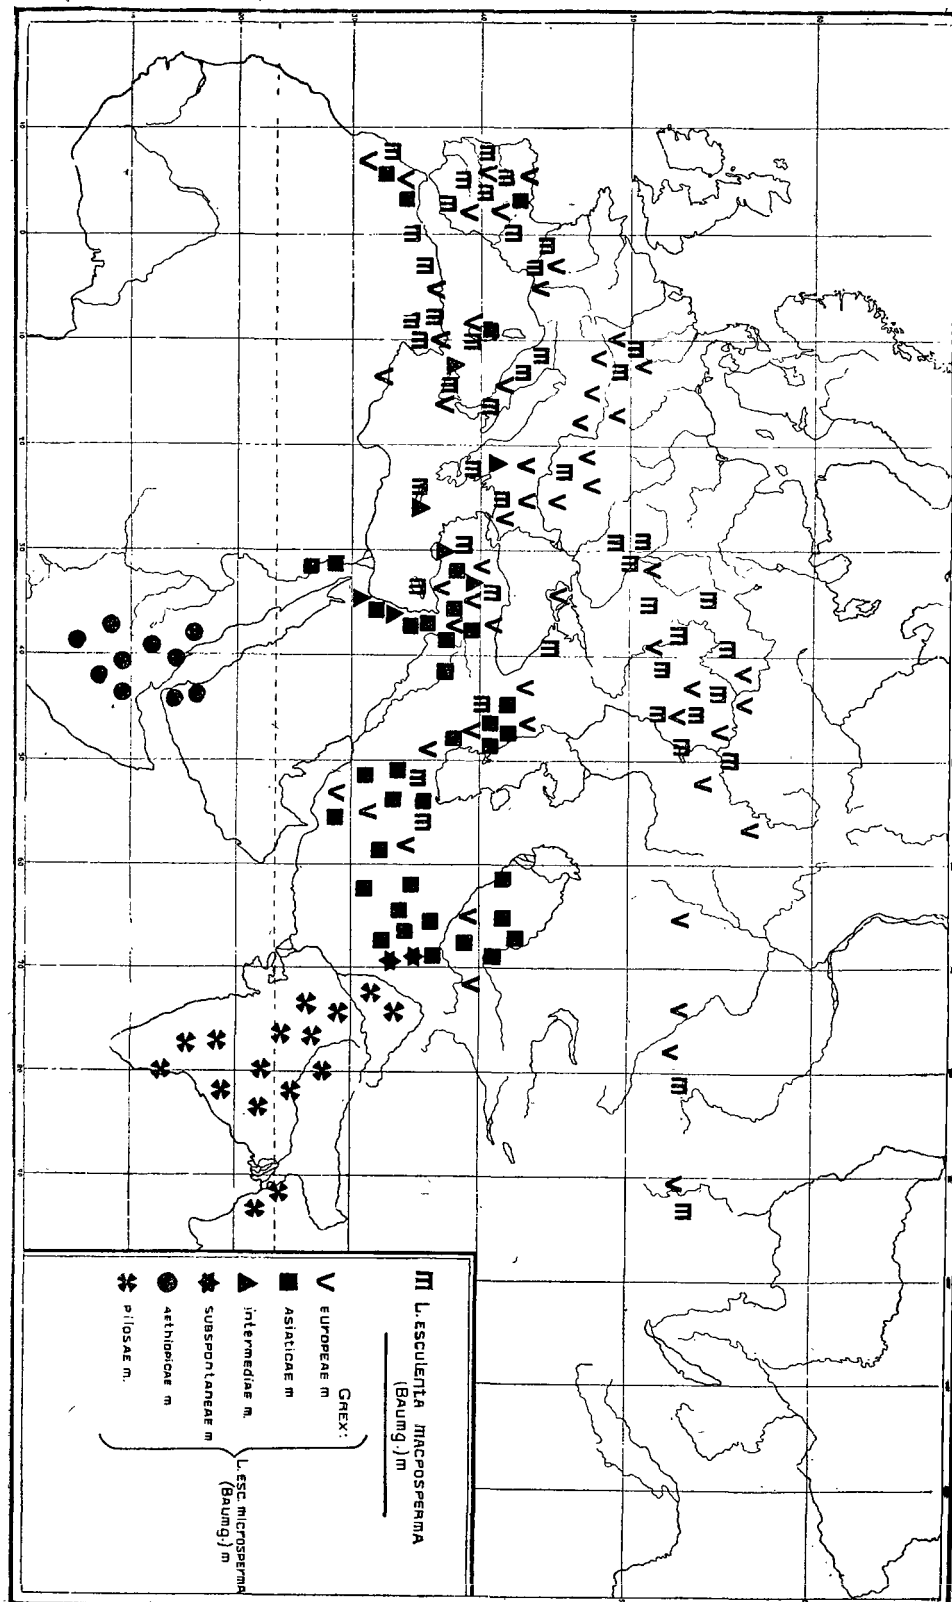 L. ESCULENTA MACROSPERMA
(BAUMG.) M
GREX:
V EUROPEAE M
ASIATICAE M
INTERMEDIAE M.
SUBSPONTANEAE M
AETHIOPICAE M
PILOSAE M.
L. ESC. MICROSPERMA
(BAUMG.) M